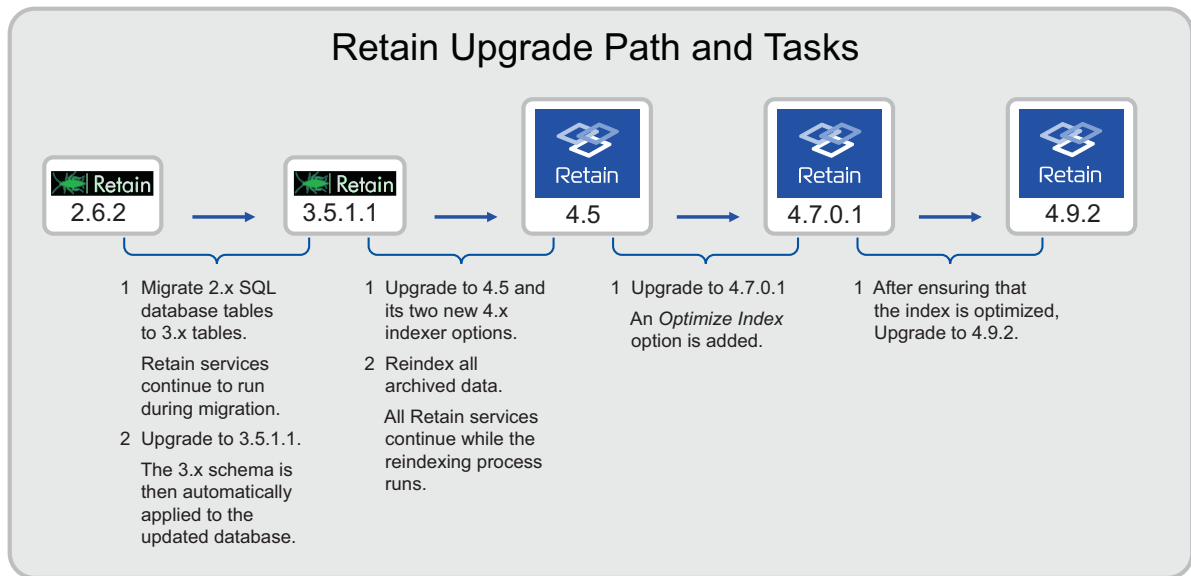 Retain Upgrade Path and Tasks
Retain
2.6.2
Retain
3.5.1.1
Retain
4.5
Retain
4.7.0.1
Retain
4.9.2
1 Migrate 2.x SQL
database tables
to 3.x tables.
Retain services
continue to run
during migration.
2 Upgrade to 3.5.1.1.
The 3.x schema is
then automatically
applied to the
updated database.
1 Upgrade to 4.5 and
its two new 4.x
indexer options.
2 Reindex all
archived data.
All Retain services
continue while the
reindexing process
runs.
1 Upgrade to 4.7.0.1
An Optimize Index
option is added.
1 After ensuring that
the index is optimized,
Upgrade to 4.9.2.